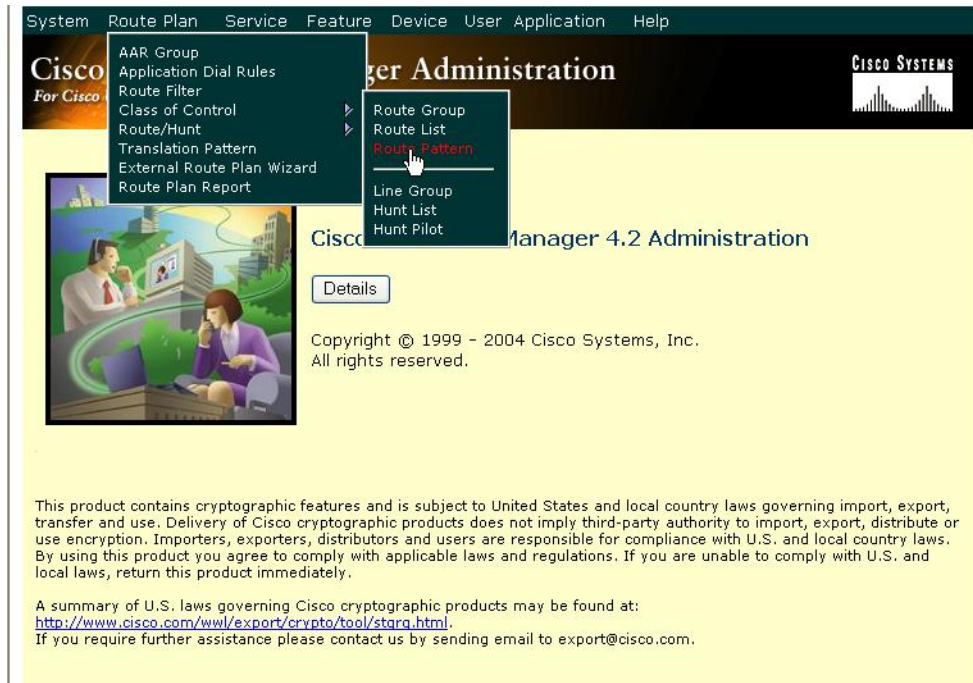 System Route Plan Service Feature Device User Application Help
Cisco
ger Administration
For Cisco
CISCO SYSTEMS
AAR Group
Application Dial Rules
Route Filter
Class of Control
Route/Hunt
Translation Pattern
External Route Plan Wizard
Route Plan Report
Route Group
Route List
Route Pattern
Line Group
Hunt List
Hunt Pilot
Cisco Manager 4.2 Administration
Details
Copyright © 1999 - 2004 Cisco Systems, Inc.
All rights reserved.
This product contains cryptographic features and is subject to United States and local country laws governing import, export,
transfer and use. Delivery of Cisco cryptographic products does not imply third-party authority to import, export, distribute or
use encryption. Importers, exporters, distributors and users are responsible for compliance with U.S. and local country laws.
By using this product you agree to comply with applicable laws and regulations. If you are unable to comply with U.S. and
local laws, return this product immediately.
A summary of U.S. laws governing Cisco cryptographic products may be found at:
http://www.cisco.com/wwl/export/crypto/tool/stqrg.html.
If you require further assistance please contact us by sending email to export@cisco.com.